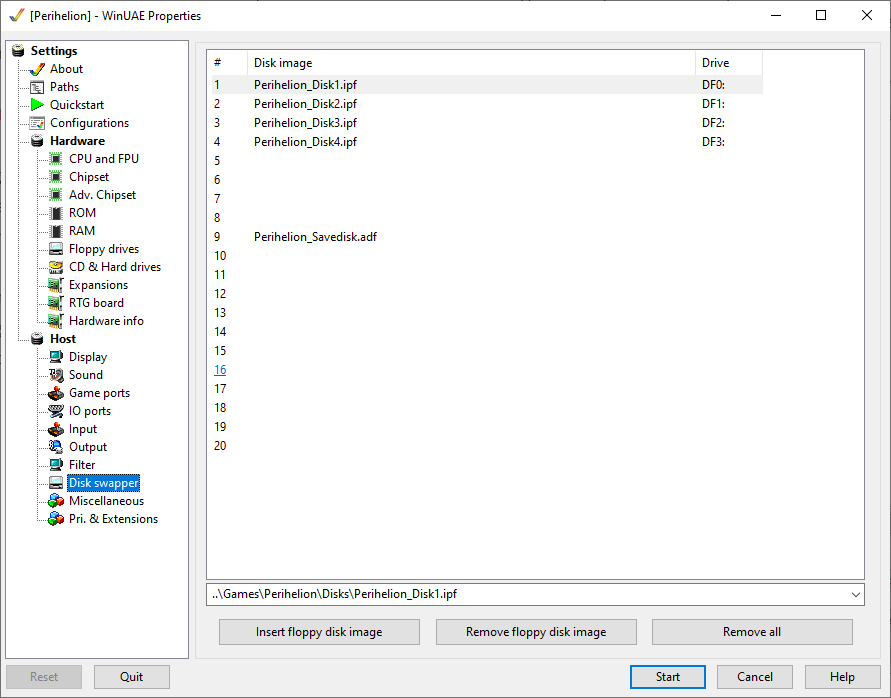 [Perihelion] - WinUAE Properties
Settings
About
Paths
Quickstart
Configurations
Hardware
CPU and FPU
Chipset
Adv. Chipset
ROM
RAM
Floppy drives
CD & Hard drives
Expansions
RTG board
Hardware info
Host
Display
Sound
Game ports
IO ports
Input
Output
Filter
Disk swapper
Miscellaneous
Pri. & Extensions
# Disk image Drive
1 Perihelion_Disk1.ipf DF0:
2 Perihelion_Disk2.ipf DF1:
3 Perihelion_Disk3.ipf DF2:
4 Perihelion_Disk4.ipf DF3:
5
6
7
8
9 Perihelion_Savedisk.adf
10
11
12
13
14
15
16
17
18
19
20
..\Games\Perihelion\Disks\Perihelion_Disk1.ipf
Insert floppy disk image Remove floppy disk image Remove all
Reset Quit Start Cancel Help